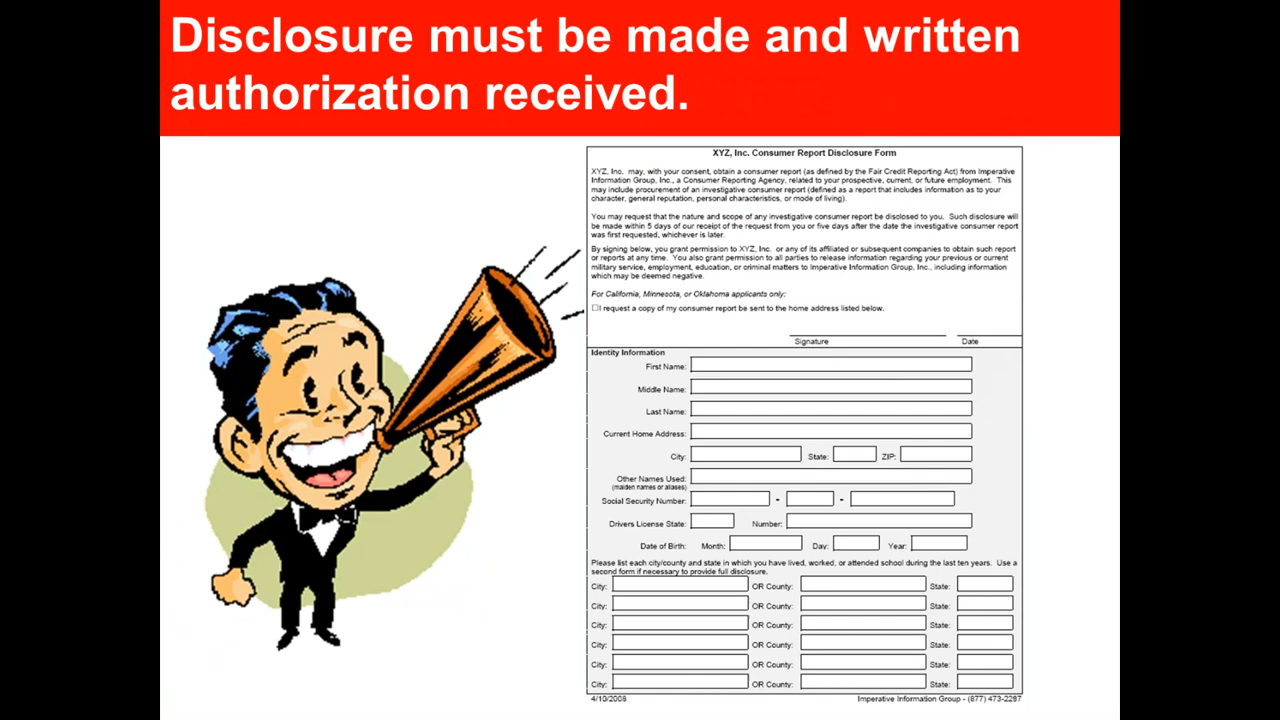 Disclosure must be made and written
authorization received.
XYZ, Inc. Consumer Report Disclosure Form
XYZ, Inc. may, with your consent, obtain a consumer report (as defined by the Fair Credit Reporting Act) from Imperative
Information Group, Inc., a Consumer Reporting Agency, related to your prospective, current, or future employment. This
may include procurement of an investigative consumer report (defined as a report that includes information as to your
character, general reputation, personal characteristics, or mode of living).
You may request that the nature and scope of any investigative consumer report be disclosed to you. Such disclosure will
be made within 5 days of our receipt of the request from you or five days after the date the investigative consumer report
was first requested, whichever is later.
By signing below, you grant permission to XYZ, Inc. or any of its affiliated or subsequent companies to obtain such report
or reports at any time. You also grant permission to all parties to release information regarding your previous or current
military service, employment, education, or criminal matters to Imperative Information Group, Inc., including information
which may be deemed negative.
For California, Minnesota, or Oklahoma applicants only:
☐I request a copy of my consumer report be sent to the home address listed below.
Signature Date
Identity Information
First Name:
Middle Name:
Last Name:
Current Home Address:
City: State: ZIP:
Other Names Used:
(maiden names or aliases)
Social Security Number: - -
Drivers License State: Number:
Date of Birth: Month: Day: Year:
Please list each city/county and state in which you have lived, worked, or attended school during the last ten years. Use a
second form if necessary to provide full disclosure.
City: OR County: State:
City: OR County: State:
City: OR County: State:
City: OR County: State:
City: OR County: State:
City: OR County: State:
4/10/2008 Imperative Information Group - (877) 473-2287